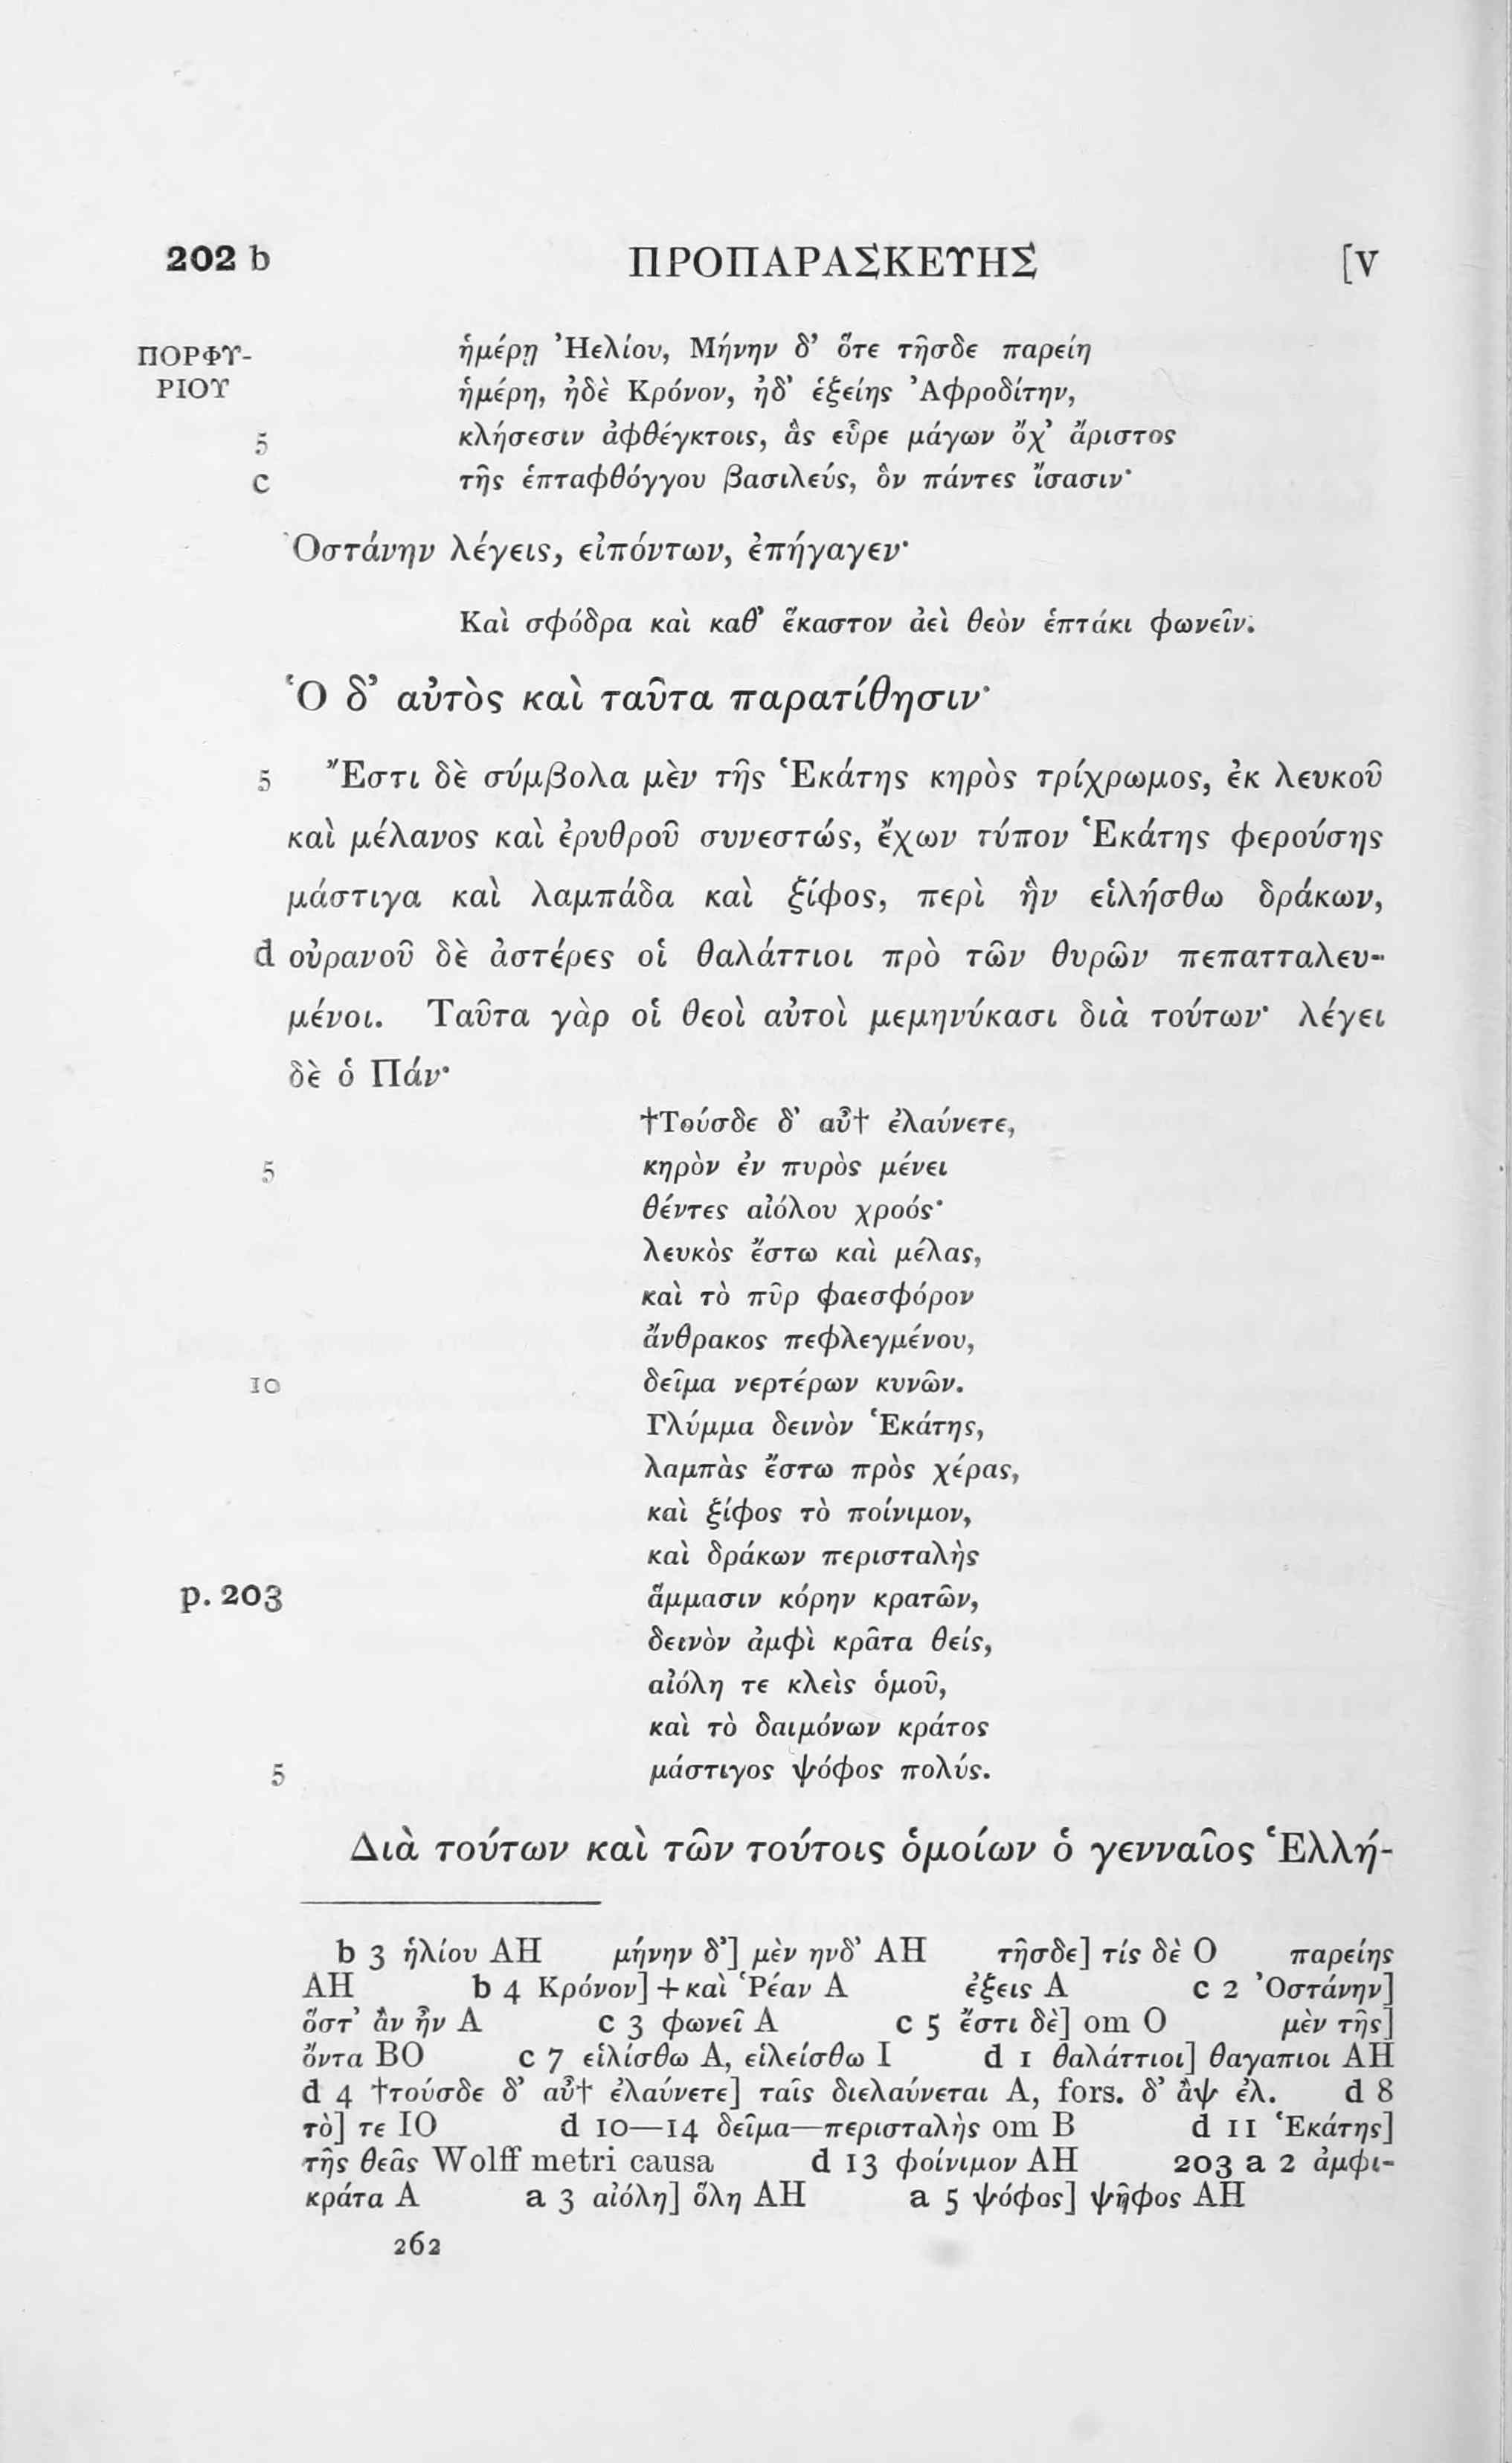 202 b ΠΡΟΠΑΡΑΣΚΕΥΗΣ [V
ΠΟΡΦΥ- ἡμέρῃ Ἠελίου, Μήνην δ’ ὅτε τῆσδε παρείη
ΡΙΟΥ ἡμέρη, ἠδὲ Κρόνον, ἠδ’ ἑξείης Ἀφροδίτην,
5 κλήσεσιν ἀφθέγκτοις, ἃς εὗρε μάγων ὄχ’ ἄριστος
c τῆς ἑπταφθόγγου βασιλεύς, ὃν πάντες ἴσασιν·
Ὀστάνην λέγεις, εἰπόντων, ἐπήγαγεν·
Καὶ σφόδρα καὶ καθ’ ἕκαστον ἀεὶ θεὸν ἑπτάκι φωνεῖν.
Ὁ δ’ αὐτὸς καὶ ταῦτα παρατίθησιν·
5 Ἔστι δὲ σύμβολα μὲν τῆς Ἑκάτης κηρὸς τρίχρωμος, ἐκ λευκοῦ
καὶ μέλανος καὶ ἐρυθροῦ συνεστώς, ἔχων τύπον Ἑκάτης φερούσης
μάστιγα καὶ λαμπάδα καὶ ξίφος, περὶ ἣν εἱλήσθω δράκων,
d οὐρανοῦ δὲ ἀστέρες οἱ θαλάττιοι πρὸ τῶν θυρῶν πεπατταλευ-
μένοι. Ταῦτα γὰρ οἱ θεοὶ αὐτοὶ μεμηνύκασι διὰ τούτων· λέγει
δὲ ὁ Πάν·
†Τούσδε δ’ αὖ† ἐλαύνετε,
5 κηρὸν ἐν πυρὸς μένει
θέντες αἰόλου χροός·
λευκὸς ἔστω καὶ μέλας,
καὶ τὸ πῦρ φαεσφόρον
ἄνθρακος πεφλεγμένου,
10 δεῖμα νερτέρων κυνῶν.
Γλύμμα δεινὸν Ἑκάτης,
λαμπὰς ἔστω πρὸς χέρας,
καὶ ξίφος τὸ ποίνιμον,
καὶ δράκων περισταλὴς
p. 203 ἅμμασιν κόρην κρατῶν,
δεινὸν ἀμφὶ κρᾶτα θείς,
αἰόλη τε κλεὶς ὁμοῦ,
καὶ τὸ δαιμόνων κράτος
5 μάστιγος ψόφος πολύς.
Διὰ τούτων καὶ τῶν τούτοις ὁμοίων ὁ γενναῖος Ἑλλή-
b 3 ἡλίου AH μήνην δ’] μὲν ηνδ’ AH τῆσδε] τίς δὲ O παρείης
AH b 4 Κρόνον] + καὶ Ῥέαν A ἐξεις A c 2 Ὀστάνην]
ὅστ’ ἂν ἦν A c 3 φωνεῖ A c 5 ἔστι δὲ] om O μὲν τῆς]
ὄντα BO c 7 εἱλίσθω A, εἱλείσθω I d 1 θαλάττιοι] θαγαπιοι AH
d 4 †τούσδε δ’ αὖ† ἐλαύνετε] ταῖς διελαύνεται A, fors. δ’ ἂψ ἐλ. d 8
τὸ] τε IO d 10—14 δεῖμα—περισταλὴς om B d 11 Ἑκάτης]
τῆς θεᾶς Wolff metri causa d 13 φοίνιμον AH 203 a 2 ἀμφι-
κράτα A a 3 αἰόλη] ὅλη AH a 5 ψόφος] ψῆφος AH
262